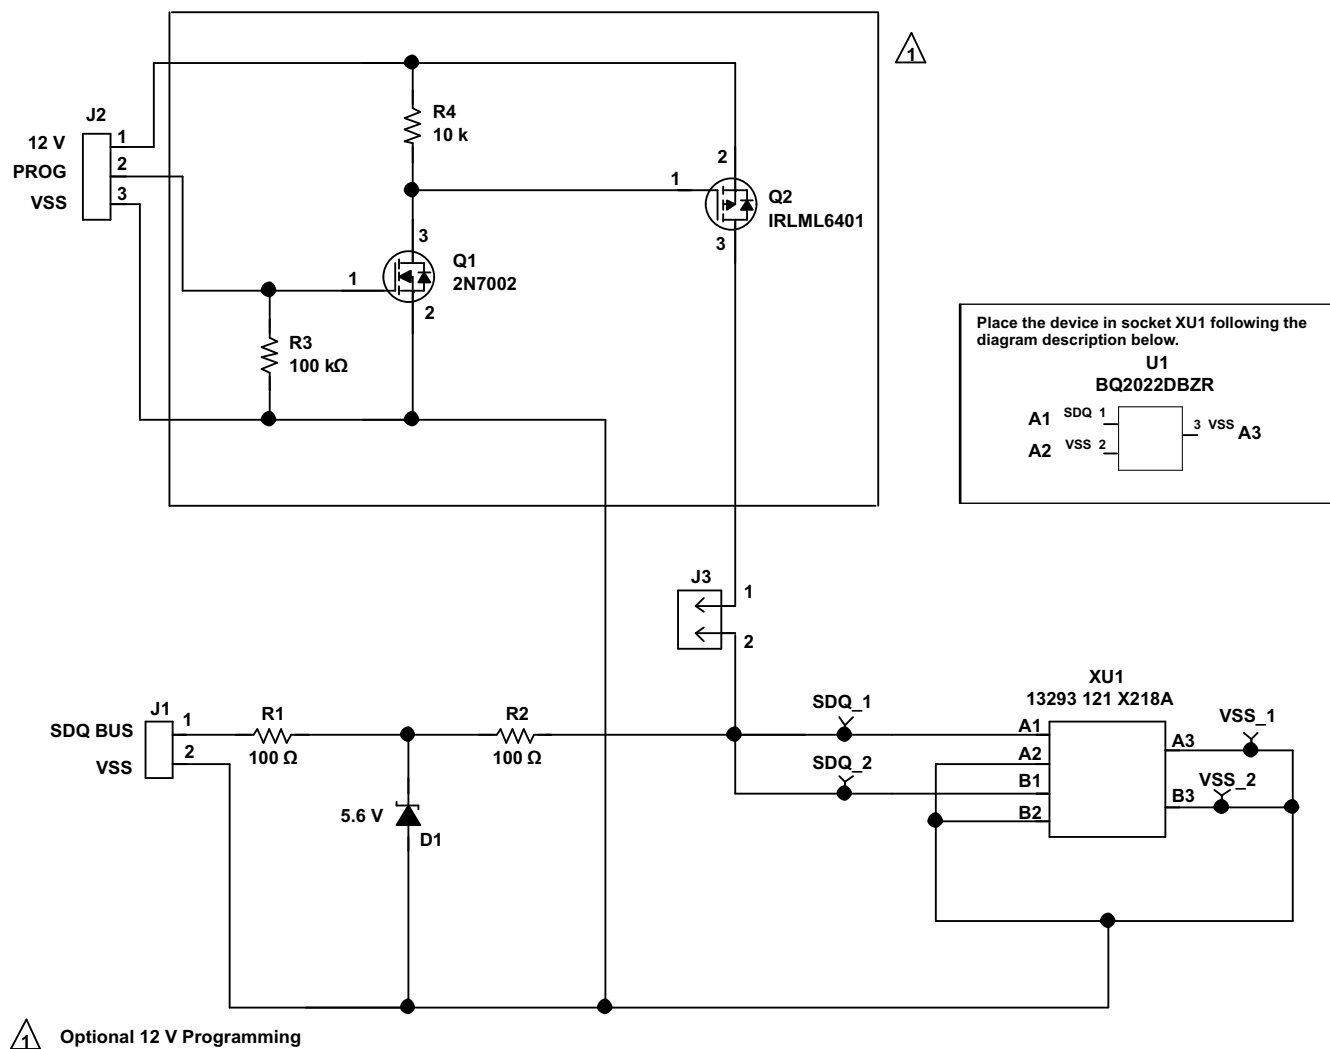 1
J2
12 V
PROG
VSS
1
2
3
R4
10 k
1
2
3
Q2
IRLML6401
3
1
2
Q1
2N7002
R3
100 kΩ
Place the device in socket XU1 following the
diagram description below.
U1
BQ2022DBZR
A1 SDQ 1
A2 VSS 2
3 VSS A3
J3
1
2
J1
SDQ BUS
VSS
1
2
R1
100 Ω
R2
100 Ω
5.6 V
D1
SDQ_1
SDQ_2
XU1
13293 121 X218A
A1
A2
B1
B2
A3
B3
VSS_1
VSS_2
1 Optional 12 V Programming